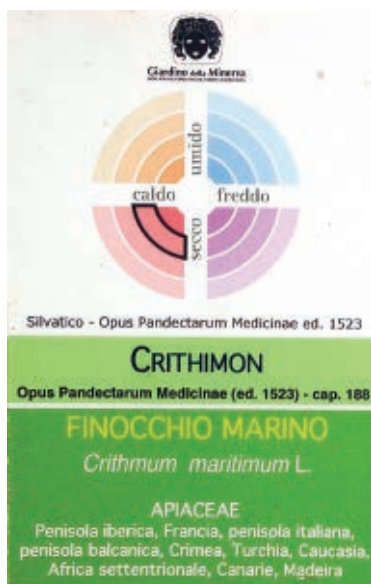 Giardino della Minerva
umido
caldo freddo
secco
Silvatico - Opus Pandectarum Medicinae ed. 1523
CRITHIMON
Opus Pandectarum Medicinae (ed. 1523) - cap. 188
FINOCCHIO MARINO
Crithmum maritimum L.
APIACEAE
Penisola iberica, Francia, penisola italiana,
penisola balcanica, Crimea, Turchia, Caucasia,
Africa settentrionale, Canarie, Madeira